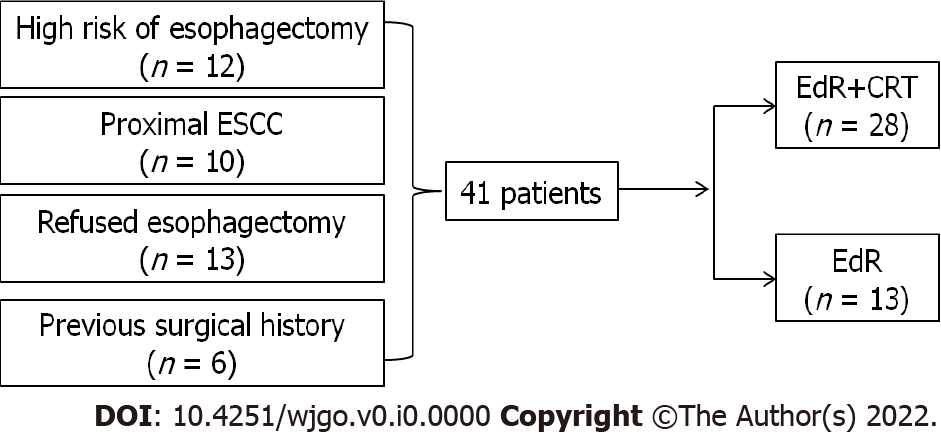 High risk of esophagectomy
(n = 12)
Proximal ESCC
(n = 10)
Refused esophagectomy
(n = 13)
Previous surgical history
(n = 6)
41 patients
EdR+CRT
(n = 28)
EdR
(n = 13)
DOI: 10.4251/wjgo.v0.i0.0000 Copyright ©The Author(s) 2022.